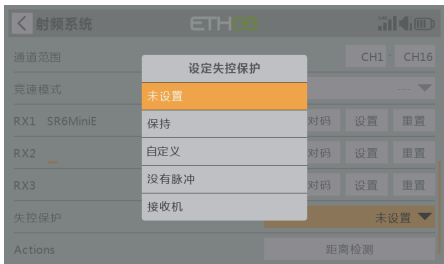 射频系统 ETHOS
通道范围 CH1 - CH16
设定失控保护
竞速模式 ---
未设置
RX1 SR6MiniE 对码 设置 重置
保持
RX2 对码 设置 重置
自定义
没有脉冲
RX3 对码 设置 重置
接收机
失控保护 未设置
Actions 距离检测